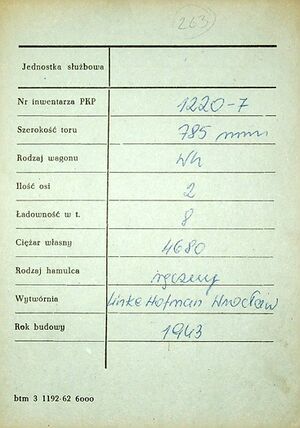 263
Jednostka służbowa
Nr inwentarza PKP 1220-7
Szerokość toru 785 mm
Rodzaj wagonu Wh
Ilość osi 2
Ładowność w t. 8
Ciężar własny 4680
Rodzaj hamulca ręczny
Wytwórnia Linke Hofman Wrocław
Rok budowy 1943
btm 3 1192-62 6000